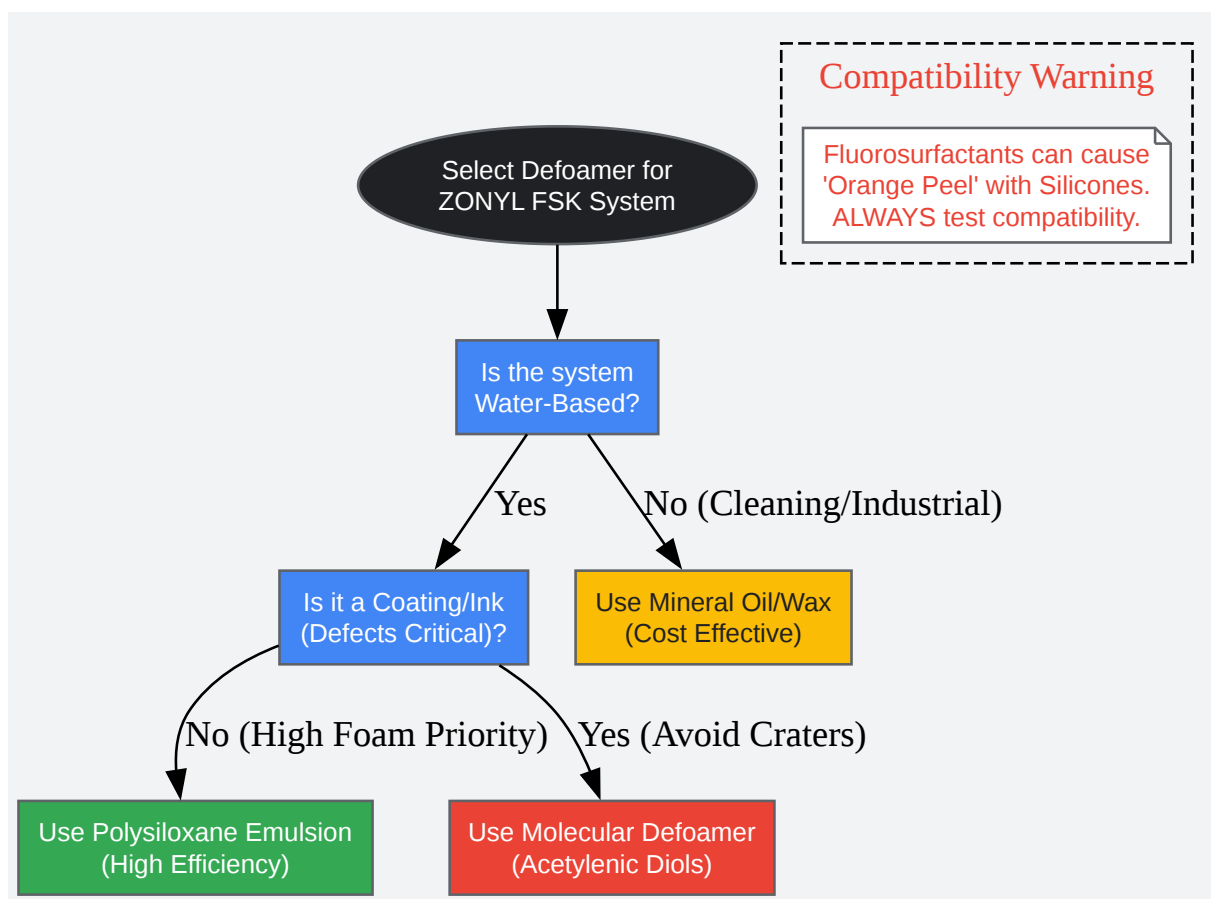 Compatibility Warning
Fluorosurfactants can cause
'Orange Peel' with Silicones.
ALWAYS test compatibility.
Select Defoamer for
ZONYL FSK System
Is the system
Water-Based?
Yes
No (Cleaning/Industrial)
Is it a Coating/Ink
(Defects Critical)?
Use Mineral Oil/Wax
(Cost Effective)
No (High Foam Priority)
Yes (Avoid Craters)
Use Polysiloxane Emulsion
(High Efficiency)
Use Molecular Defoamer
(Acetylenic Diols)